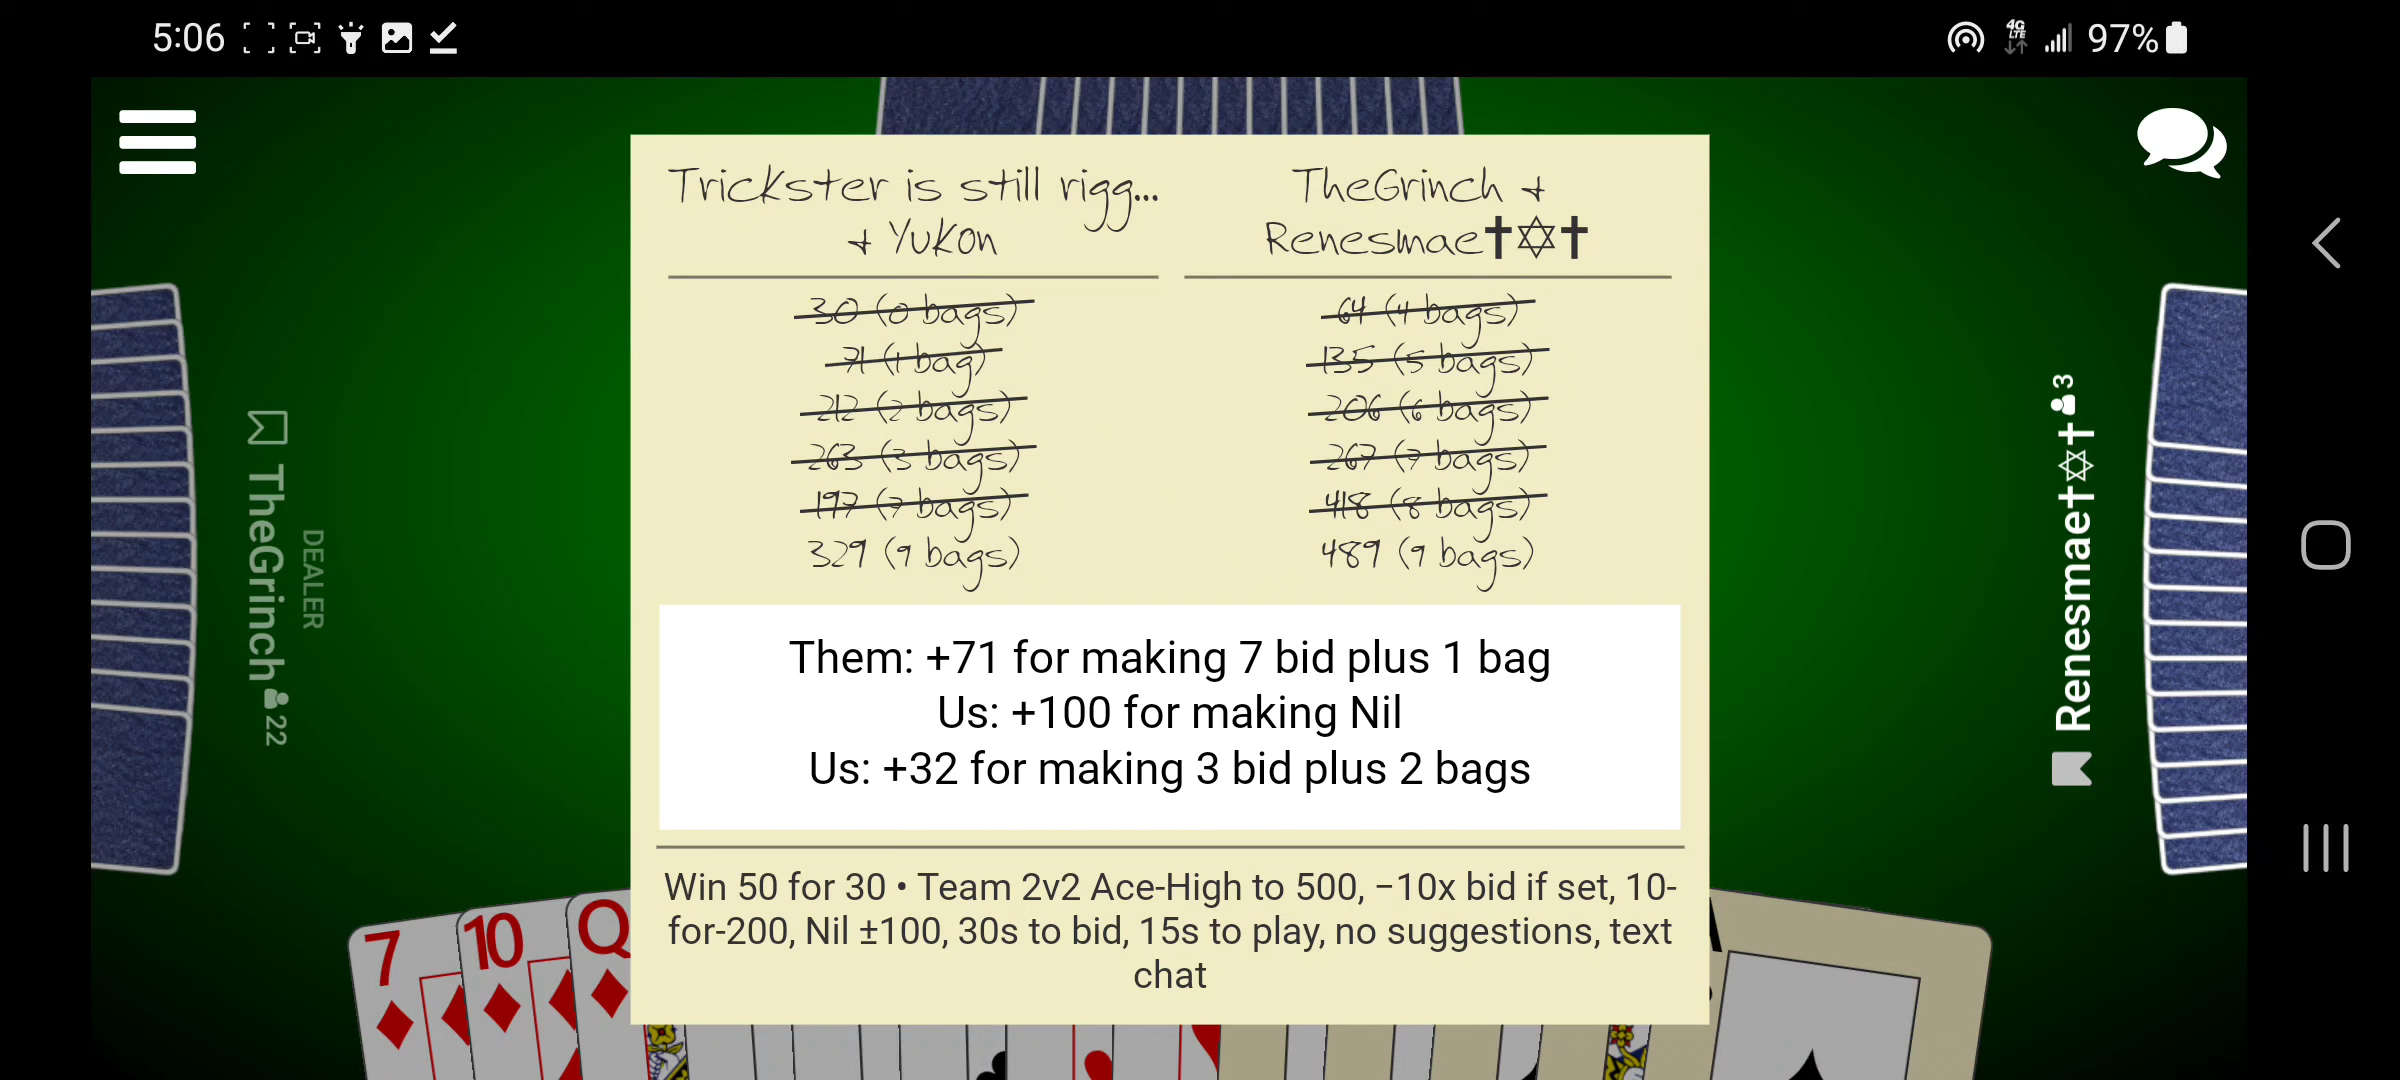 5:06
4G LTE 97%
Trickster is still rigg...
+ Yukon
TheGrinch +
Renesmae✝✡✝
30 (0 bags)
64 (4 bags)
71 (1 bag)
135 (5 bags)
212 (2 bags)
206 (6 bags)
263 (3 bags)
267 (7 bags)
197 (7 bags)
418 (8 bags)
329 (9 bags)
489 (9 bags)
Them: +71 for making 7 bid plus 1 bag
Us: +100 for making Nil
Us: +32 for making 3 bid plus 2 bags
Win 50 for 30 • Team 2v2 Ace-High to 500, −10x bid if set, 10-
for-200, Nil ±100, 30s to bid, 15s to play, no suggestions, text
chat
DEALER
TheGrinch 22
Renesmae✝✡✝ 3
7
10
Q